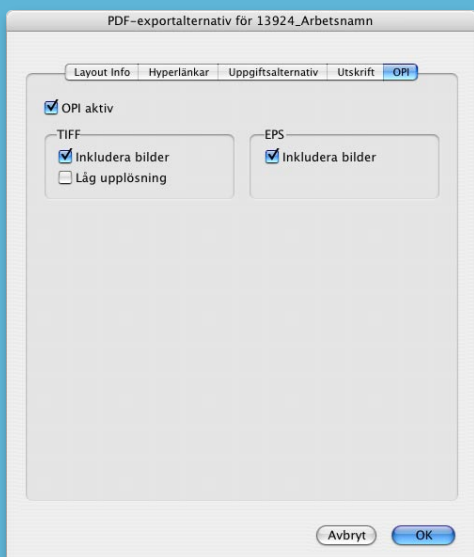 PDF-exportalternativ för 13924_Arbetsnamn
Layout Info Hyperlänkar Uppgiftsalternativ Utskrift OPI
OPI aktiv
TIFF
Inkludera bilder
Låg upplösning
EPS
Inkludera bilder
Avbryt OK